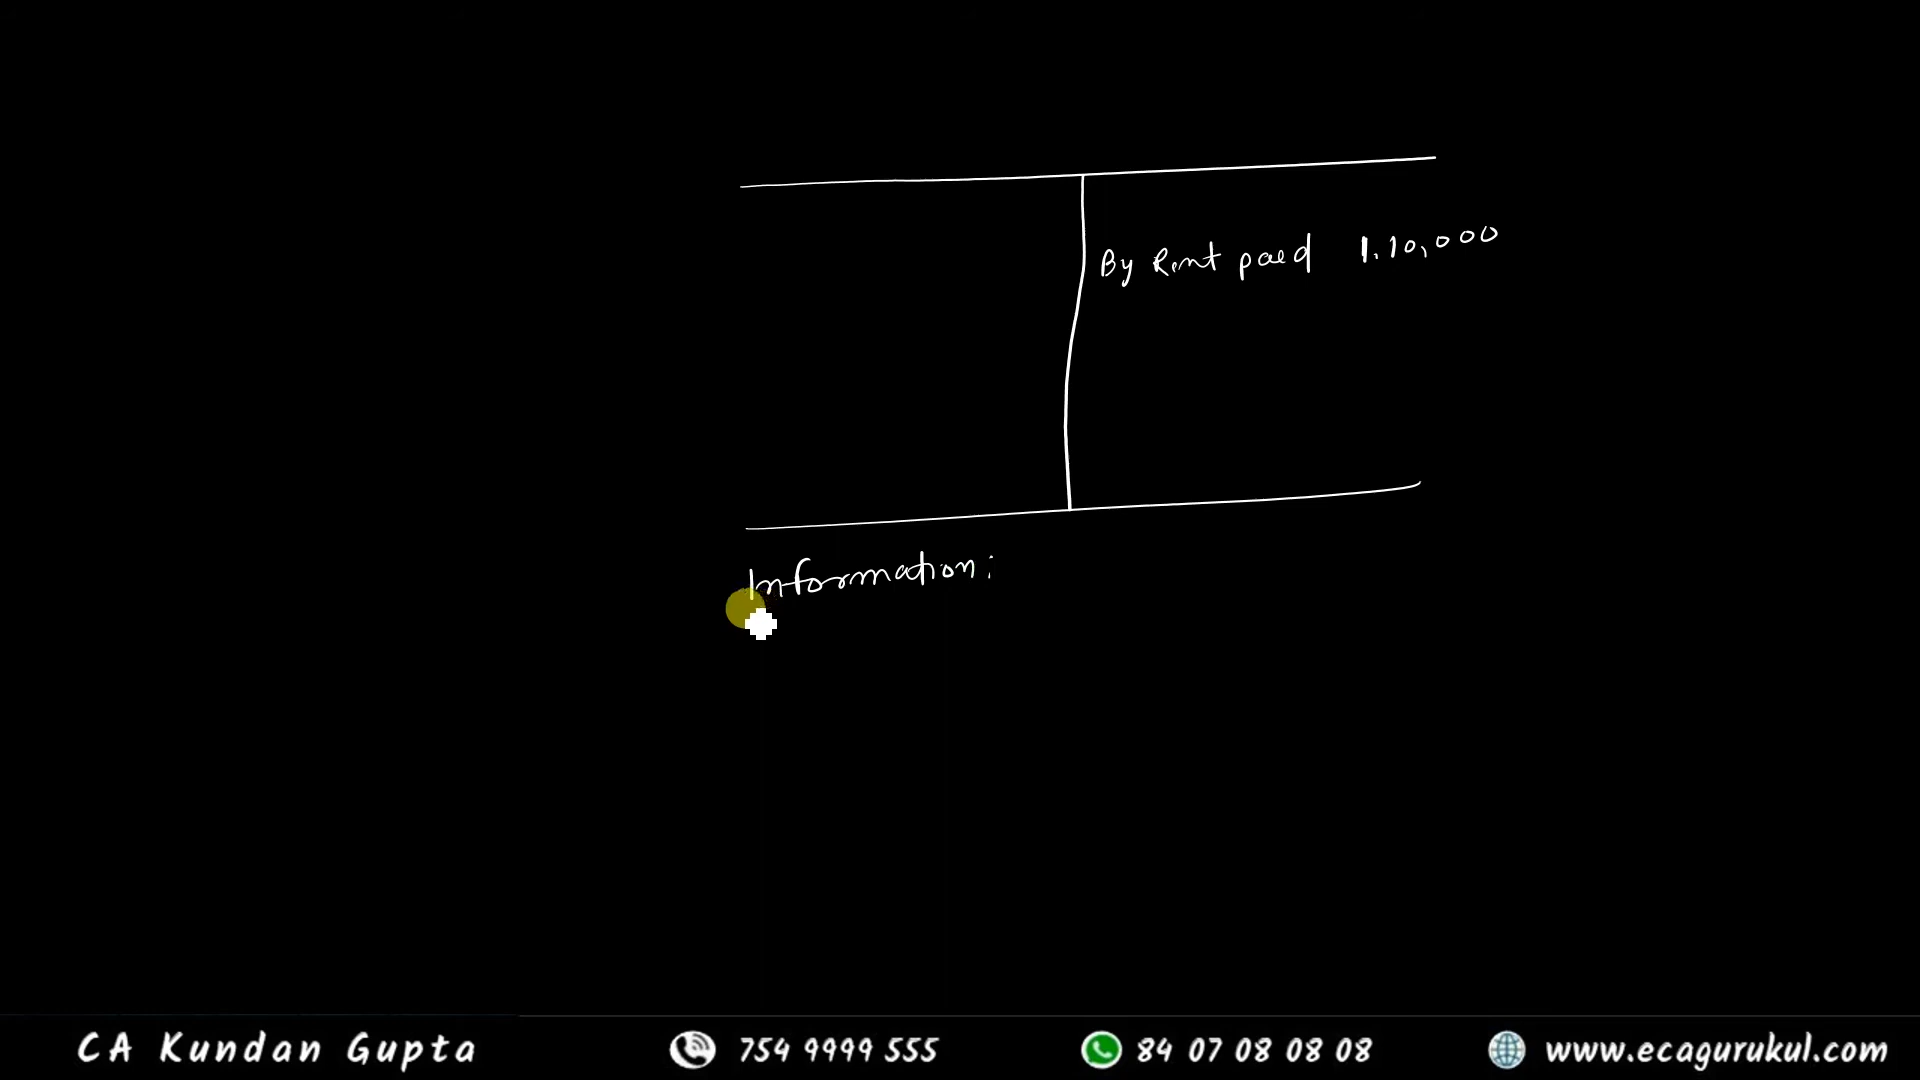 By Rent paid 1,10,000
Information:
CA Kundan Gupta 754 9999 555 84 07 08 08 08 www.ecagurukul.com